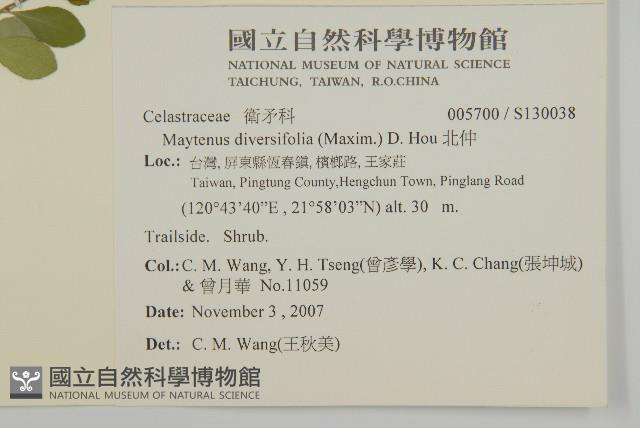 國立自然科學博物館
NATIONAL MUSEUM OF NATURAL SCIENCE
TAICHUNG, TAIWAN, R.O.CHINA
Celastraceae 衛矛科 005700 / S130038
Maytenus diversifolia (Maxim.) D. Hou 北仲
Loc.: 台灣, 屏東縣恆春鎮, 檳榔路, 王家莊
Taiwan, Pingtung County,Hengchun Town, Pinglang Road
(120°43'40”E , 21°58'03”N) alt. 30 m.
Trailside. Shrub.
Col.: C. M. Wang, Y. H. Tseng(曾彥學), K. C. Chang(張坤城)
& 曾月華 No.11059
Date: November 3 , 2007
Det.: C. M. Wang(王秋美)
國立自然科學博物館
NATIONAL MUSEUM OF NATURAL SCIENCE